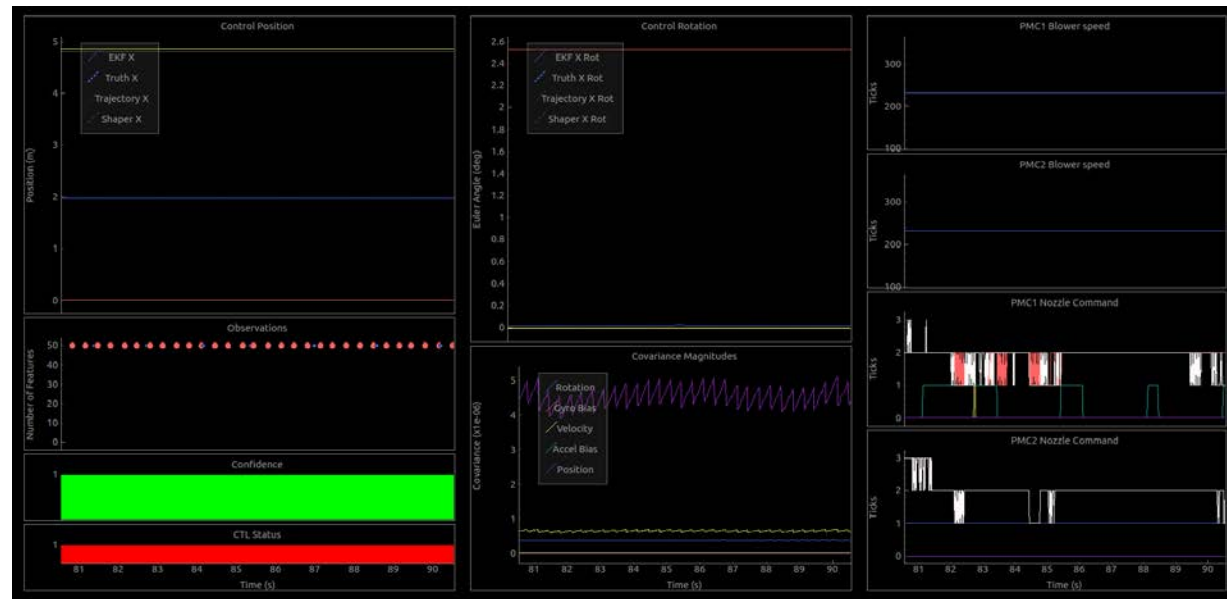 Control Position
5
4
3
2
1
0
Position (m)
EKF X
Truth X
Trajectory X
Shaper X
Observations
50
40
30
20
10
0
Number of Features
Confidence
1
CTL Status
1
81 82 83 84 85 86 87 88 89 90
Time (s)
Control Rotation
2.6
2.4
2.2
2
1.8
1.6
1.4
1.2
1
0.8
0.6
0.4
0.2
0
Euler Angle (deg)
EKF X Rot
Truth X Rot
Trajectory X Rot
Shaper X Rot
Covariance Magnitudes
5
4
3
2
1
0
Covariance (x1e-06)
Rotation
Gyro Bias
Velocity
Accel Bias
Position
81 82 83 84 85 86 87 88 89 90
Time (s)
PMC1 Blower speed
300
200
100
Ticks
PMC2 Blower speed
300
200
100
Ticks
PMC1 Nozzle Command
3
2
1
0
Ticks
PMC2 Nozzle Command
3
2
1
0
Ticks
81 82 83 84 85 86 87 88 89 90
Time (s)